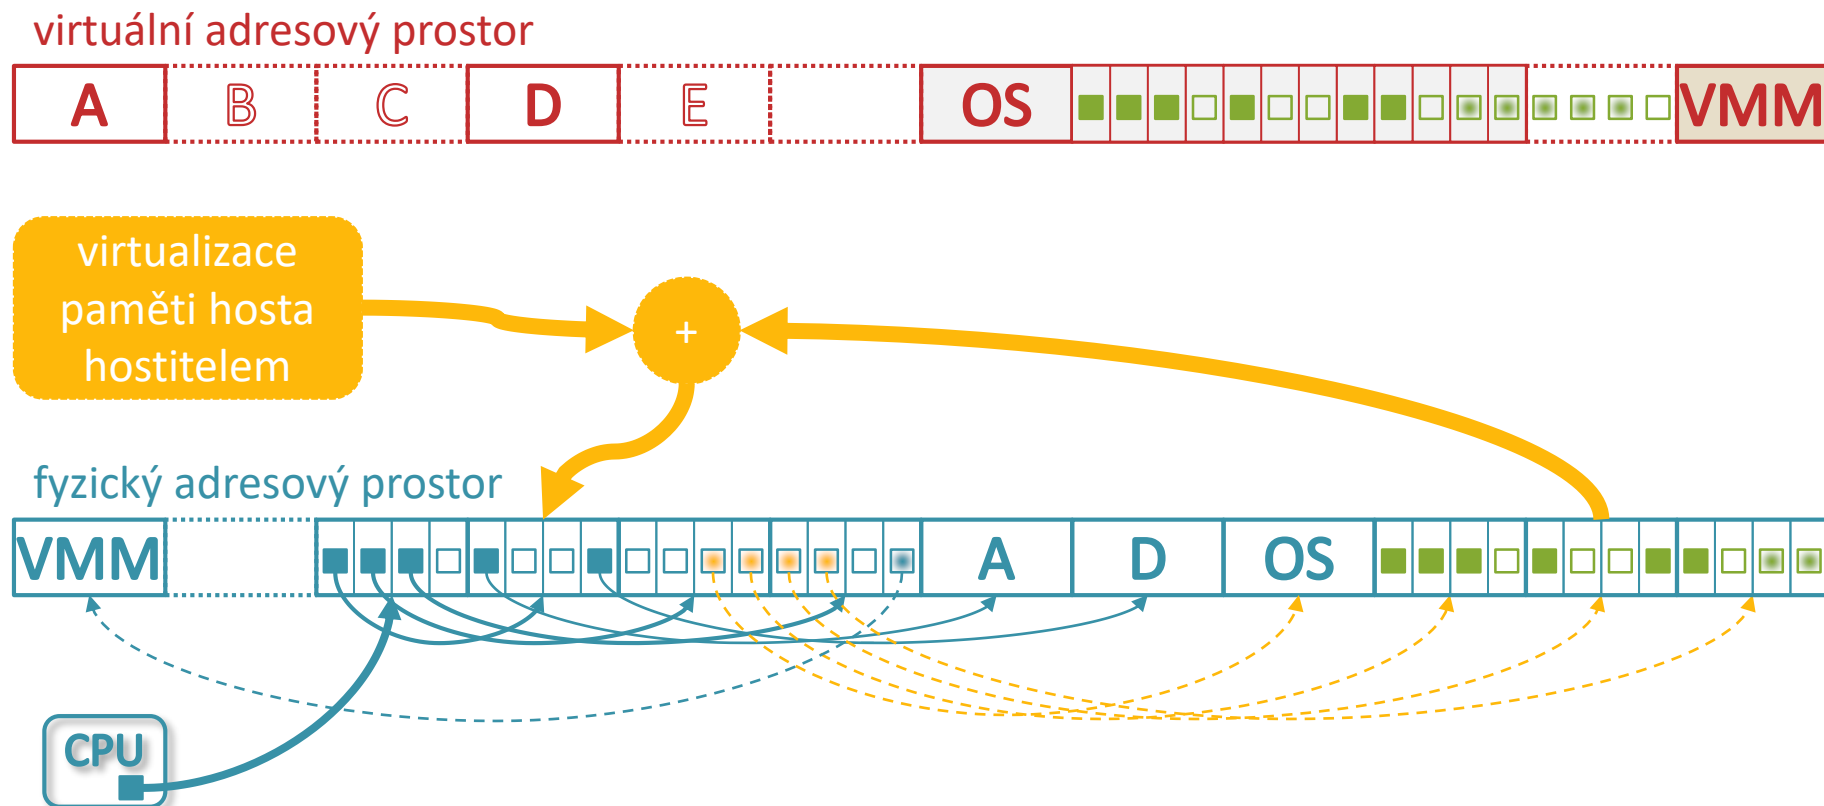 virtuální adresový prostor
A B C D E OS VMM
virtualizace
paměti hosta
hostitelem
+
fyzický adresový prostor
VMM A D OS
CPU